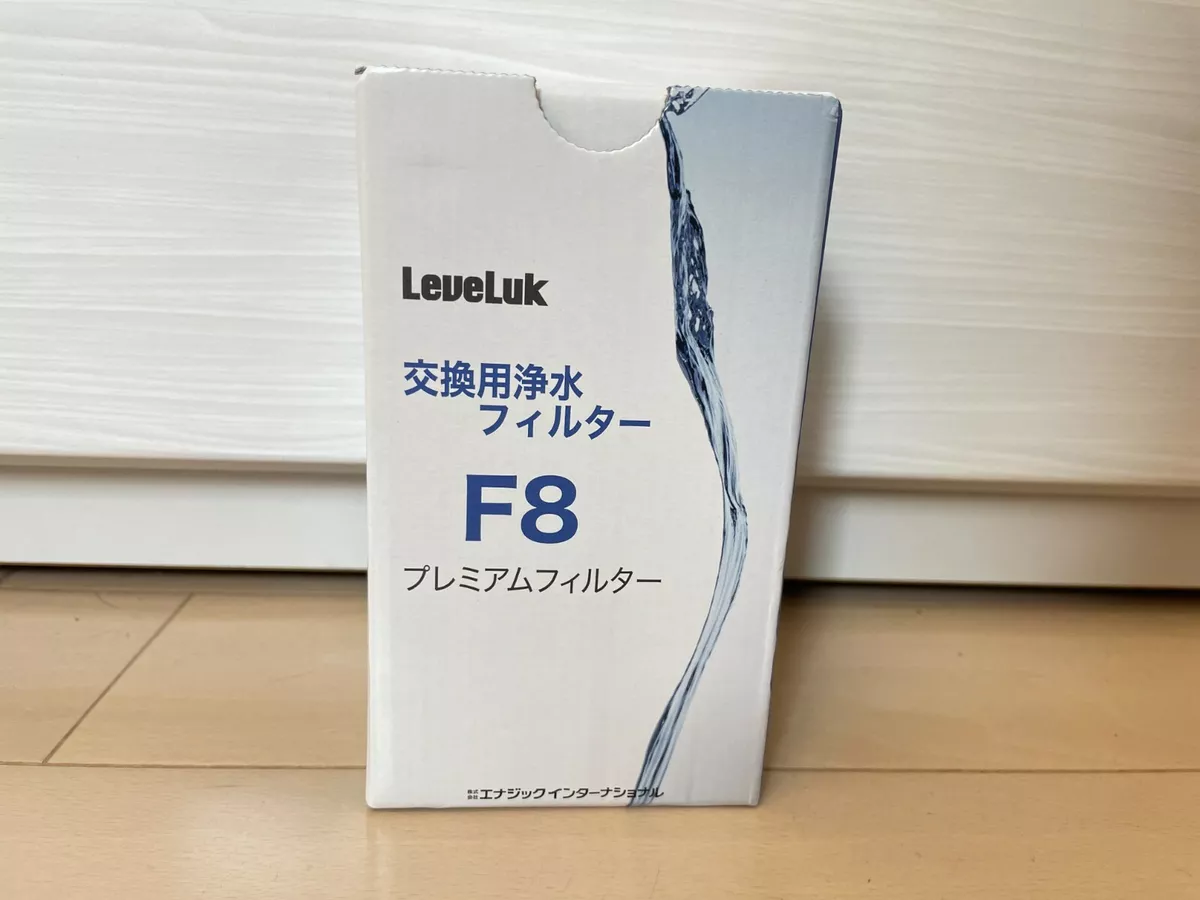 LeveLuk
交換用浄水
フィルター
F8
プレミアムフィルター
株式会社エナジックインターナショナル